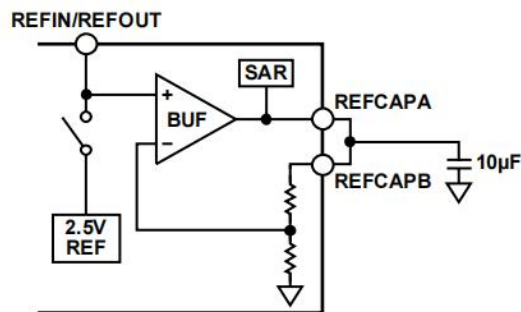 REFIN/REFOUT
SAR
REFCAPA
+
BUF
−
REFCAPB
10µF
2.5V
REF